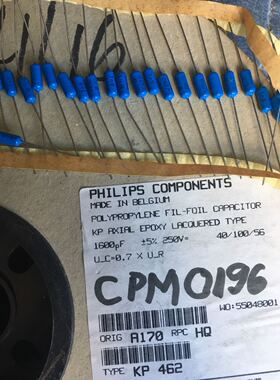 PHILIPS COMPONENTS
MADE IN BELGIUM
POLYPROPYLENE FIL-FOIL CAPACITOR
KP AXIAL EPOXY LACQUERED TYPE
1600pF ±5% 250V= 40/100/56
U_C=0.7 X U_R
CPM0196
WO:55048001
ORIG A170 RPC HQ
TYPE KP 462